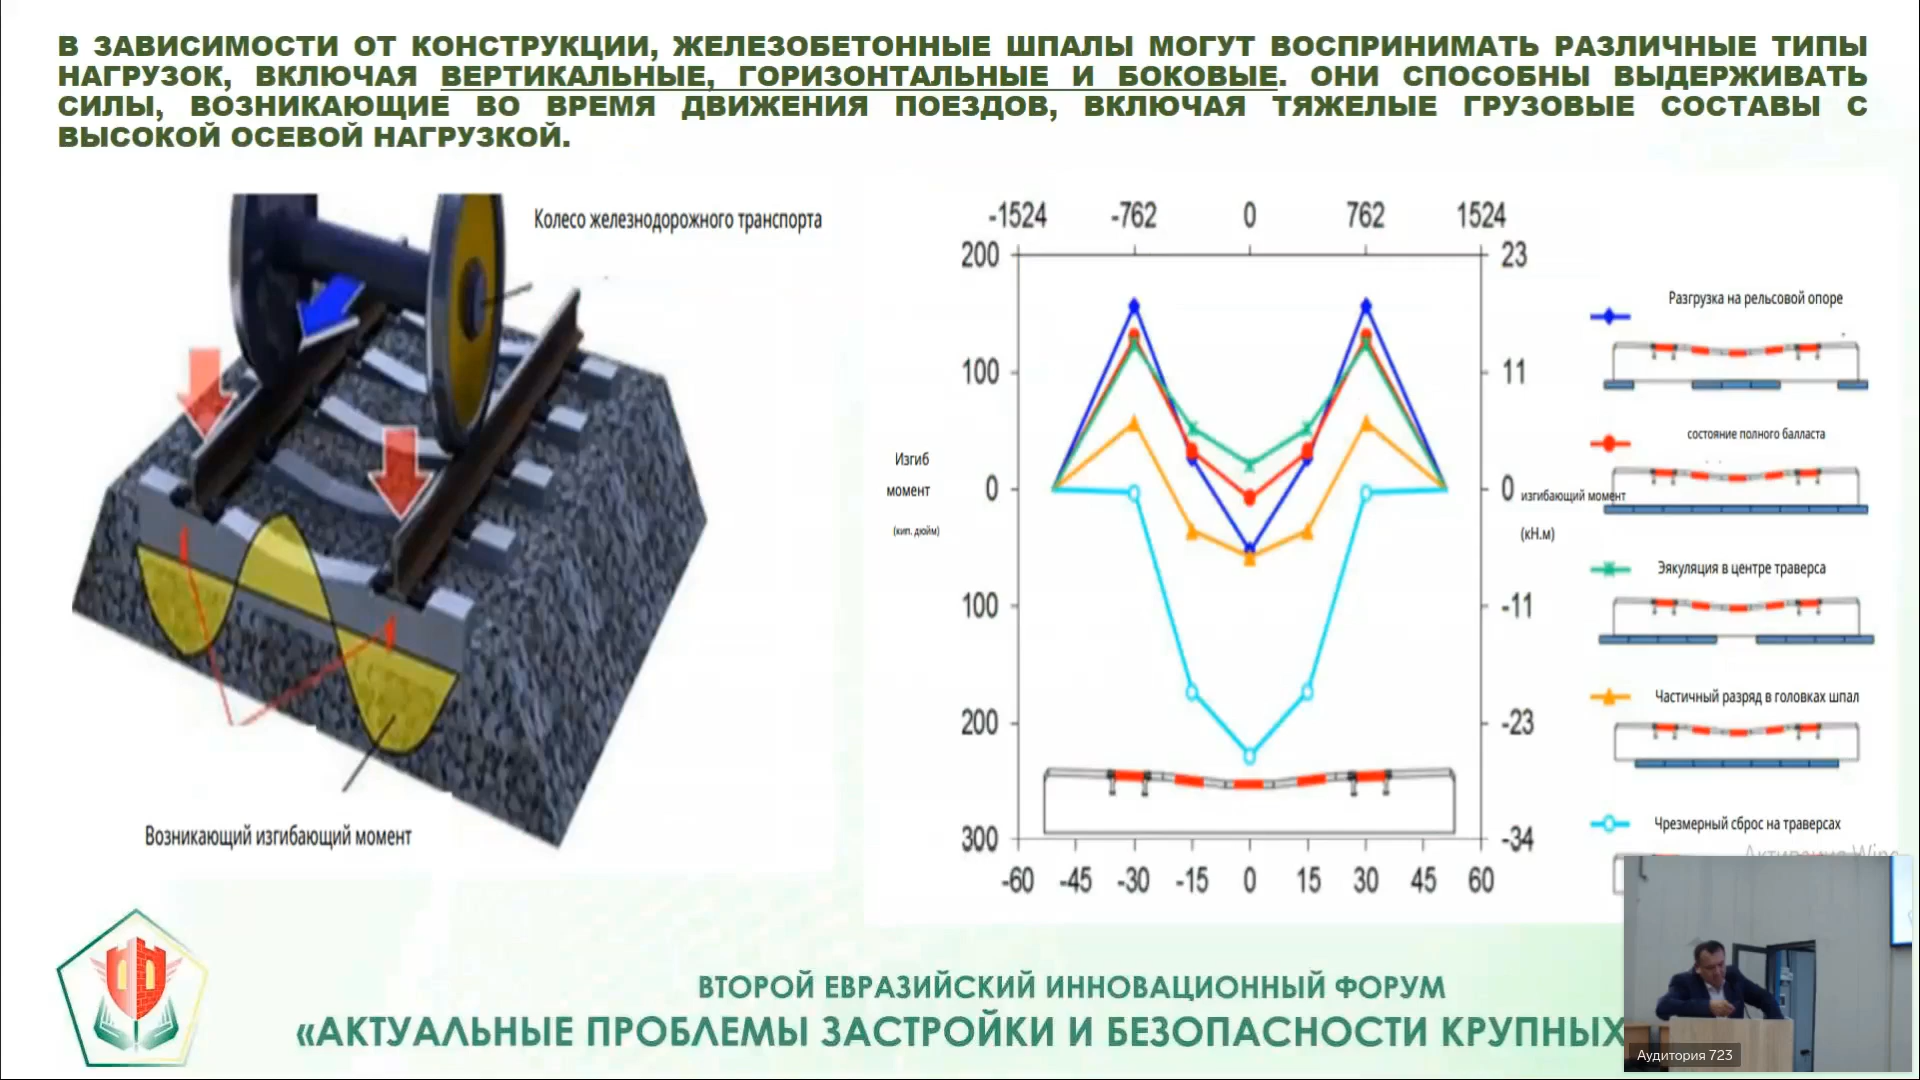 В ЗАВИСИМОСТИ ОТ КОНСТРУКЦИИ, ЖЕЛЕЗОБЕТОННЫЕ ШПАЛЫ МОГУТ ВОСПРИНИМАТЬ РАЗЛИЧНЫЕ ТИПЫ
НАГРУЗОК, ВКЛЮЧАЯ ВЕРТИКАЛЬНЫЕ, ГОРИЗОНТАЛЬНЫЕ И БОКОВЫЕ. ОНИ СПОСОБНЫ ВЫДЕРЖИВАТЬ
СИЛЫ, ВОЗНИКАЮЩИЕ ВО ВРЕМЯ ДВИЖЕНИЯ ПОЕЗДОВ, ВКЛЮЧАЯ ТЯЖЕЛЫЕ ГРУЗОВЫЕ СОСТАВЫ С
ВЫСОКОЙ ОСЕВОЙ НАГРУЗКОЙ.
Колесо железнодорожного транспорта
Возникающий изгибающий момент
-1524 -762 0 762 1524
200 23
100 11
0 0
100 -11
200 -23
300 -34
-60 -45 -30 -15 0 15 30 45 60
Изгиб
момент
(кип. дюйм)
изгибающий момент
(кН.м)
Разгрузка на рельсовой опоре
состояние полного балласта
Эякуляция в центре траверса
Частичный разряд в головках шпал
Чрезмерный сброс на траверсах
ВТОРОЙ ЕВРАЗИЙСКИЙ ИННОВАЦИОННЫЙ ФОРУМ
«АКТУАЛЬНЫЕ ПРОБЛЕМЫ ЗАСТРОЙКИ И БЕЗОПАСНОСТИ КРУПНЫХ
Аудитория 723